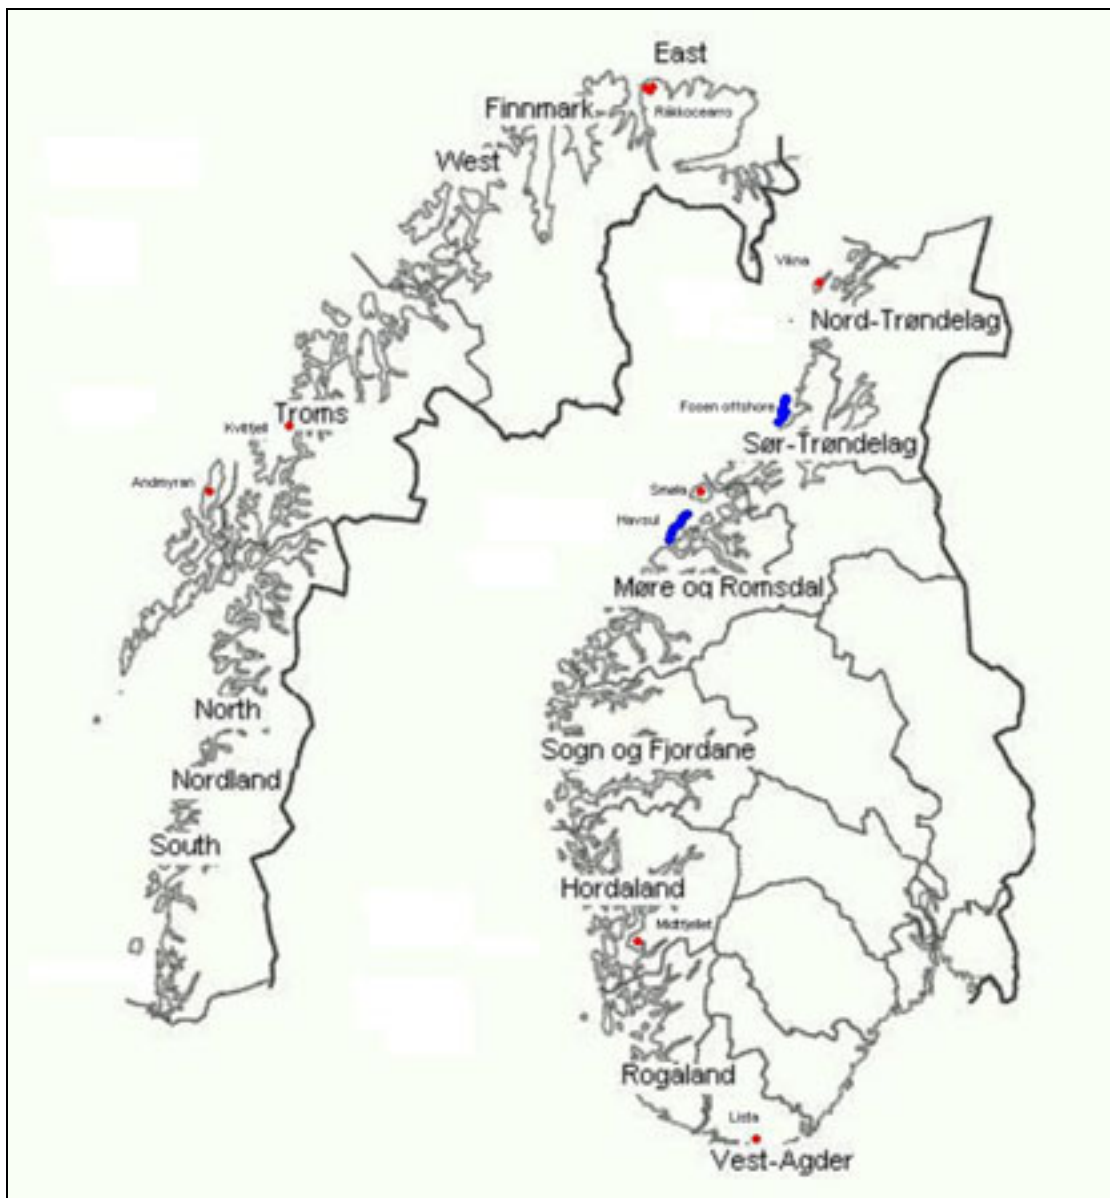 East
Finnmark
Rákkocearro
West
Vikna
Nord-Trøndelag
Fosen offshore
Troms
Kvitfjell
Sør-Trøndelag
Andmyran
Smøla
Havsul
Møre og Romsdal
North
Sogn og Fjordane
Nordland
South
Hordaland
Midtfjellet
Rogaland
Lista
Vest-Agder